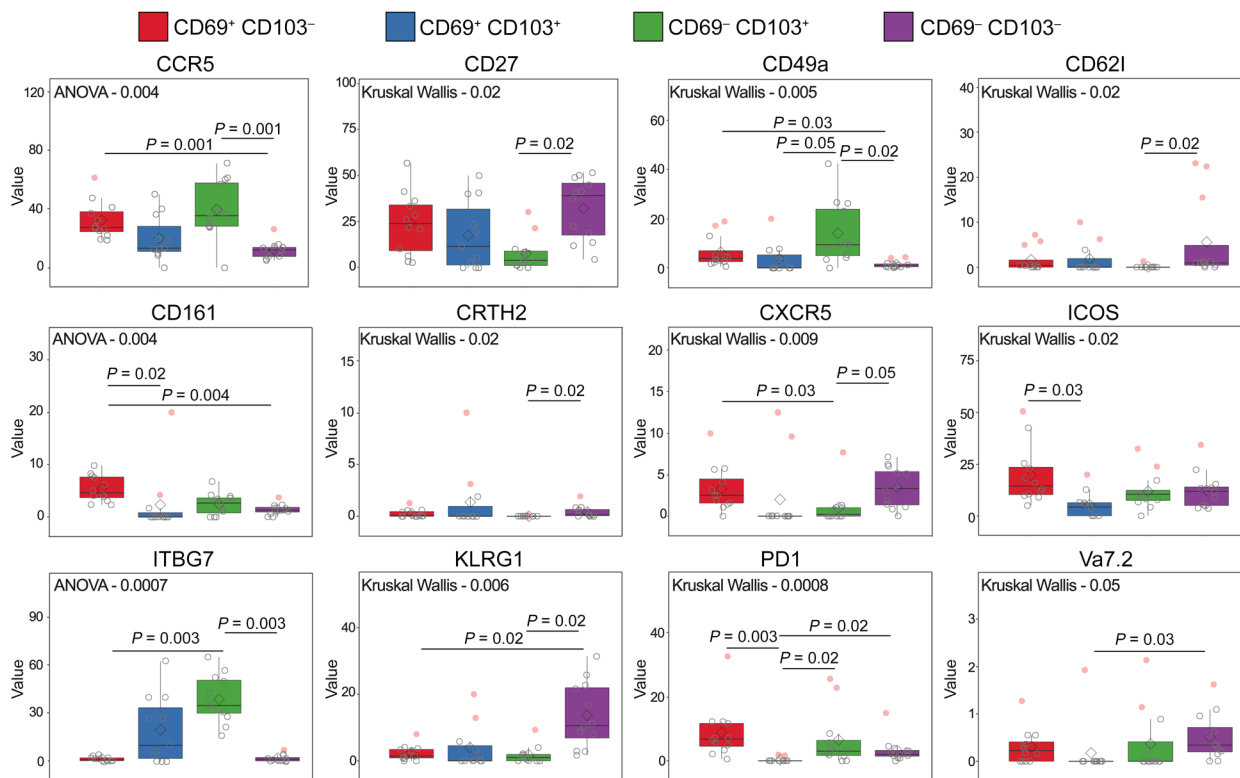 CD69⁺ CD103⁻ CD69⁺ CD103⁺ CD69⁻ CD103⁺ CD69⁻ CD103⁻
CCR5
ANOVA - 0.004
P = 0.001
P = 0.001
Value
120
80
40
0
CD27
Kruskal Wallis - 0.02
P = 0.02
Value
100
75
50
25
0
CD49a
Kruskal Wallis - 0.005
P = 0.03
P = 0.05
P = 0.02
Value
60
40
20
0
CD62l
Kruskal Wallis - 0.02
P = 0.02
Value
40
30
20
10
0
CD161
ANOVA - 0.004
P = 0.02
P = 0.004
Value
30
20
10
0
CRTH2
Kruskal Wallis - 0.02
P = 0.02
Value
15
10
5
0
CXCR5
Kruskal Wallis - 0.009
P = 0.05
P = 0.03
Value
20
15
10
5
0
ICOS
Kruskal Wallis - 0.02
P = 0.03
Value
75
50
25
0
ITBG7
ANOVA - 0.0007
P = 0.003
P = 0.003
Value
90
60
30
0
KLRG1
Kruskal Wallis - 0.006
P = 0.02
P = 0.02
Value
40
20
0
PD1
Kruskal Wallis - 0.0008
P = 0.003
P = 0.02
P = 0.02
Value
40
20
10
0
Va7.2
Kruskal Wallis - 0.05
P = 0.03
Value
3
2
1
0